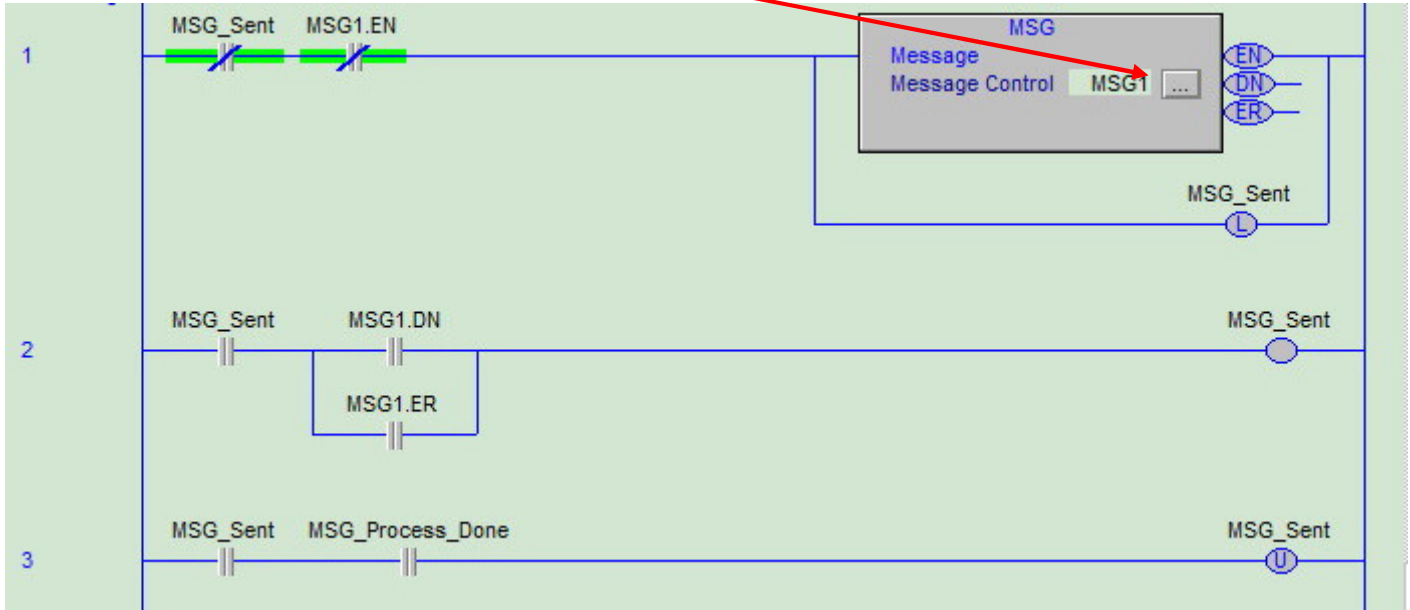 MSG_Sent MSG1.EN MSG
1
Message EN
Message Control MSG1 ... DN
ER
MSG_Sent
L
MSG_Sent MSG1.DN MSG_Sent
2
MSG1.ER
MSG_Sent MSG_Process_Done MSG_Sent
3 U